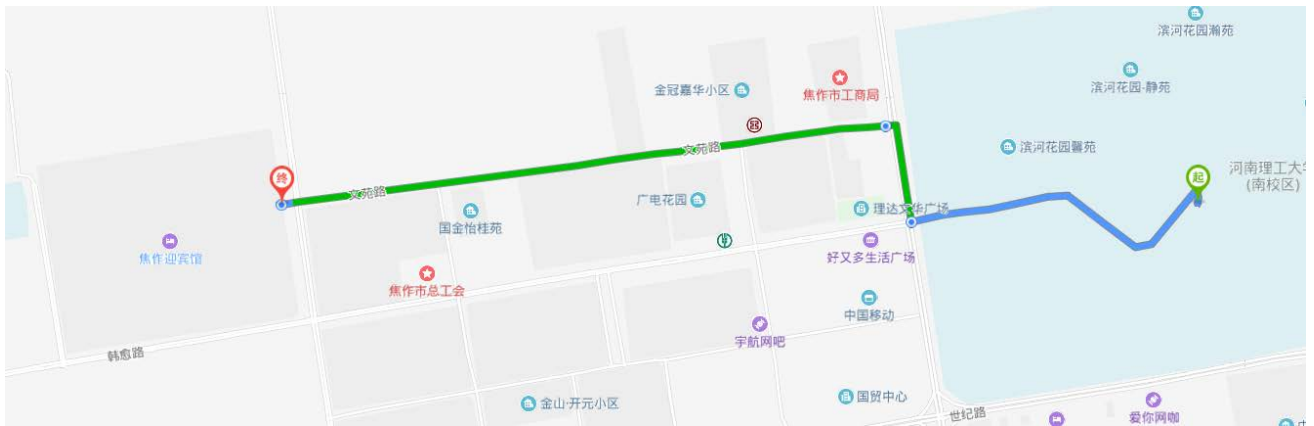 滨河花园瀚苑
滨河花园-静苑
金冠嘉华小区
焦作市工商局
滨河花园馨苑
文苑路
河南理工大学
(南校区)
起
终
文苑路
广电花园
理达文华广场
国金怡桂苑
好又多生活广场
焦作迎宾馆
焦作市总工会
中国移动
宇航网吧
韩愈路
国贸中心
金山·开元小区
世纪路
爱你网咖